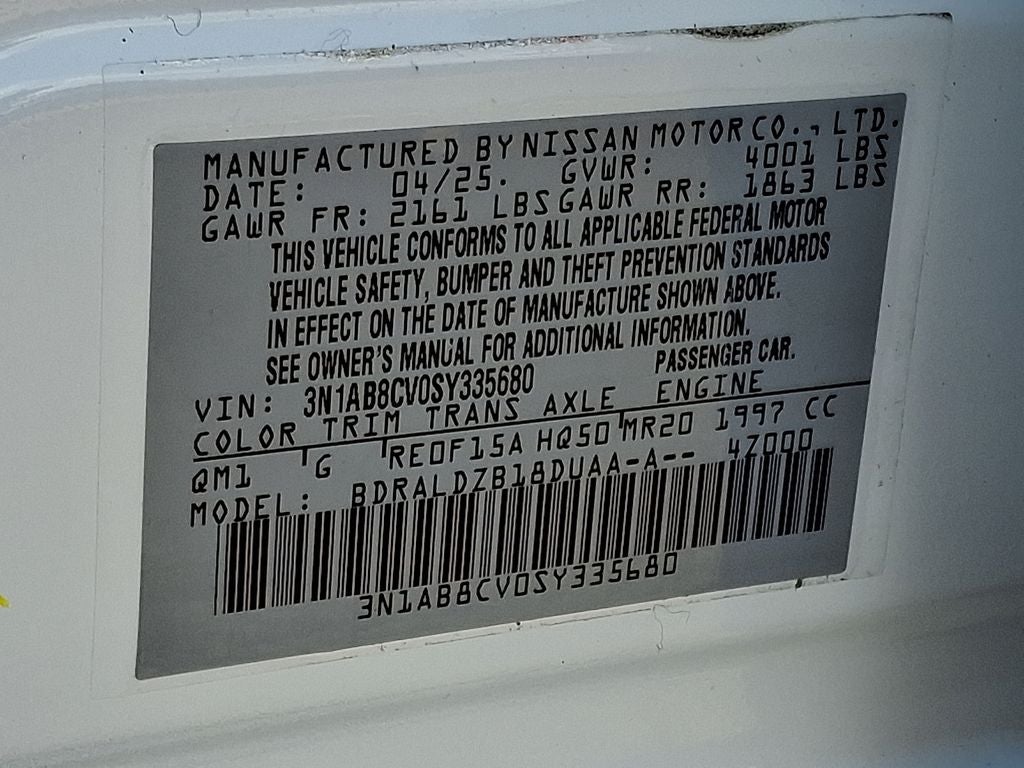 MANUFACTURED BY NISSAN MOTOR CO., LTD.
DATE: 04/25. GVWR: 4001 LBS
GAWR FR: 2161 LBS GAWR RR: 1863 LBS
THIS VEHICLE CONFORMS TO ALL APPLICABLE FEDERAL MOTOR
VEHICLE SAFETY, BUMPER AND THEFT PREVENTION STANDARDS
IN EFFECT ON THE DATE OF MANUFACTURE SHOWN ABOVE.
SEE OWNER'S MANUAL FOR ADDITIONAL INFORMATION.
PASSENGER CAR.
VIN: 3N1AB8CV0SY335680
COLOR TRIM TRANS AXLE ENGINE
QM1 G RE0F15A HQ50 MR20 1997 CC
MODEL: BDRALDZB18DUAA-A-- 4Z000
3N1AB8CV0SY335680